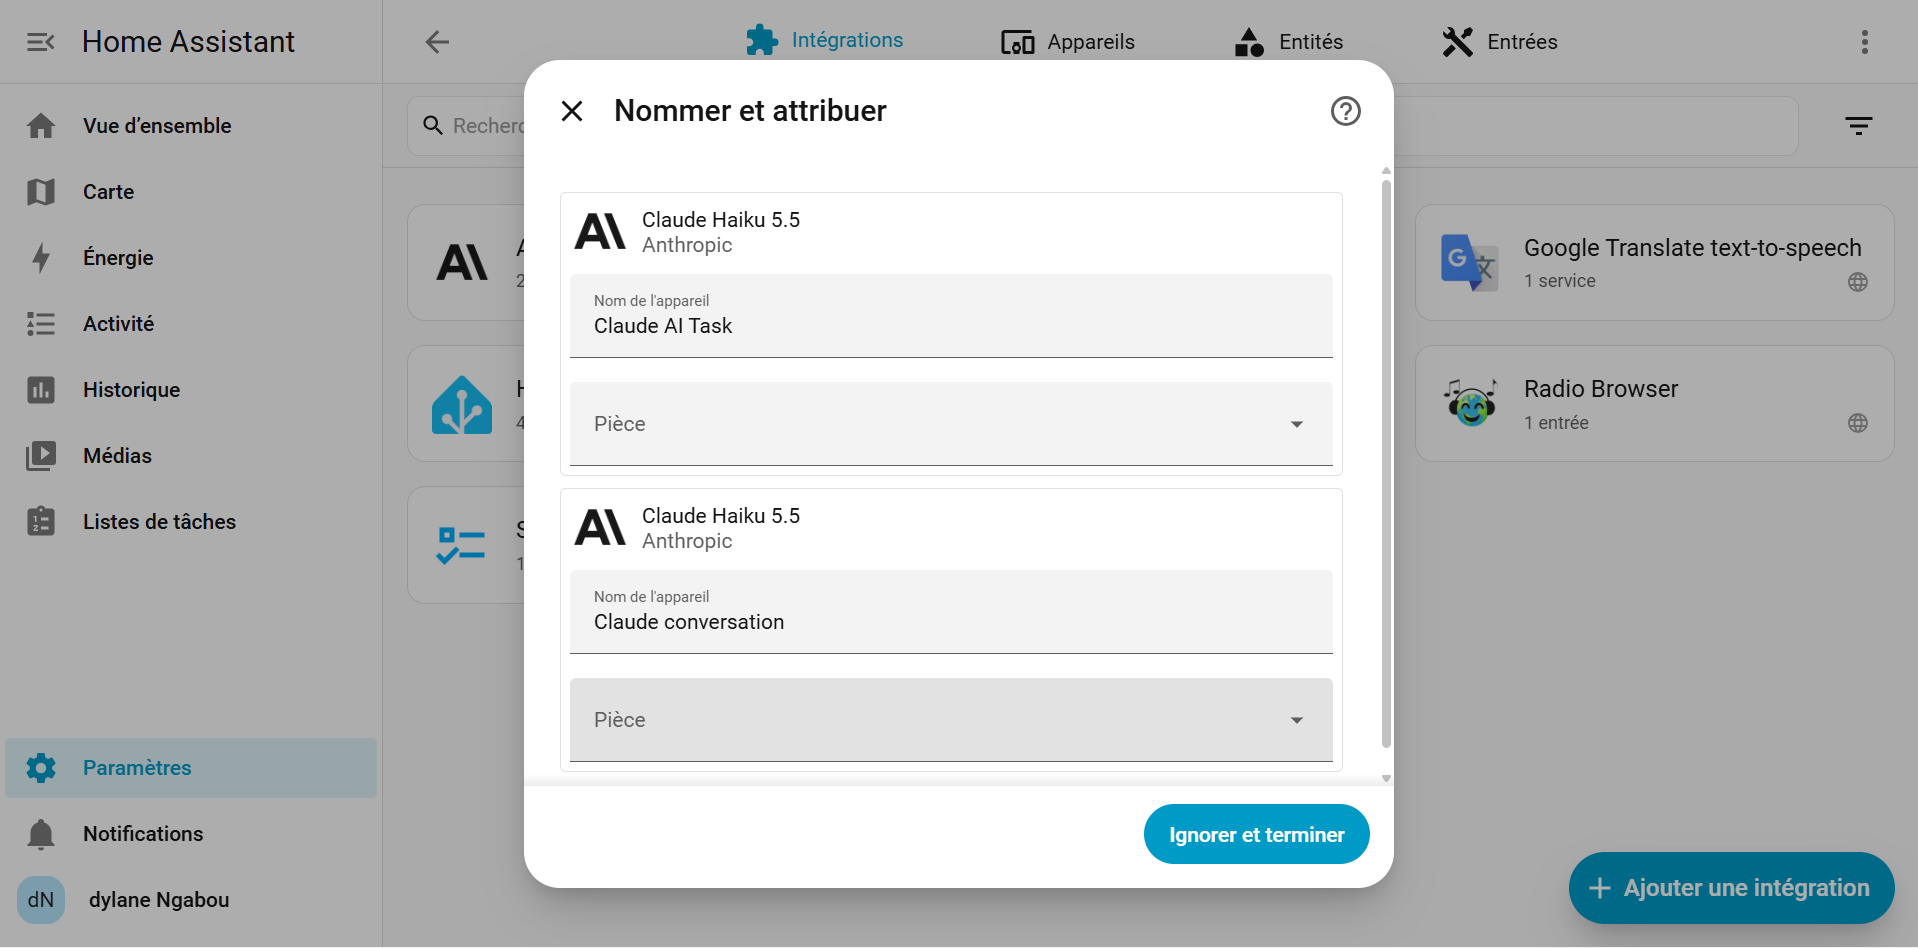 Home Assistant
Intégrations
Appareils
Entités
Entrées
Vue d’ensemble
Carte
Énergie
Activité
Historique
Médias
Listes de tâches
Paramètres
Notifications
dN
dylane Ngabou
Nommer et attribuer
Claude Haiku 5.5
Anthropic
Nom de l'appareil
Claude AI Task
Pièce
Claude Haiku 5.5
Anthropic
Nom de l'appareil
Claude conversation
Pièce
Ignorer et terminer
Google Translate text-to-speech
1 service
Radio Browser
1 entrée
Ajouter une intégration